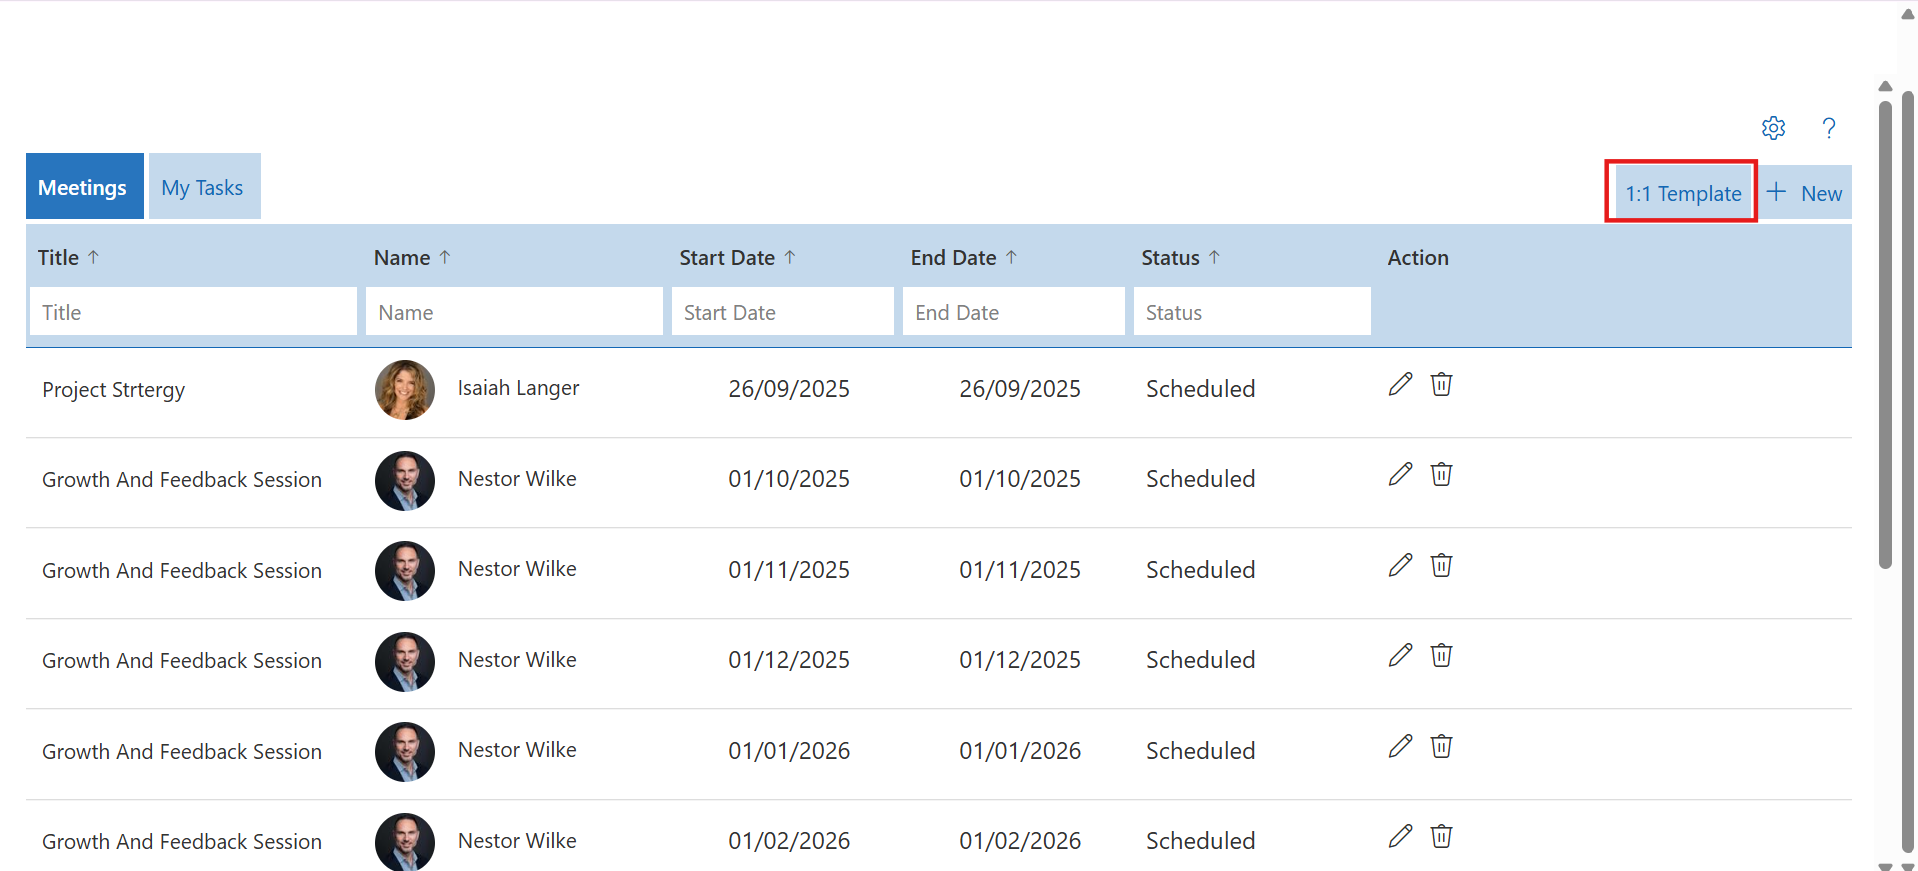 ?
Meetings My Tasks 1:1 Template + New
Title ↑ Name ↑ Start Date ↑ End Date ↑ Status ↑ Action
Title Name Start Date End Date Status
Project Strtergy Isaiah Langer 26/09/2025 26/09/2025 Scheduled
Growth And Feedback Session Nestor Wilke 01/10/2025 01/10/2025 Scheduled
Growth And Feedback Session Nestor Wilke 01/11/2025 01/11/2025 Scheduled
Growth And Feedback Session Nestor Wilke 01/12/2025 01/12/2025 Scheduled
Growth And Feedback Session Nestor Wilke 01/01/2026 01/01/2026 Scheduled
Growth And Feedback Session Nestor Wilke 01/02/2026 01/02/2026 Scheduled